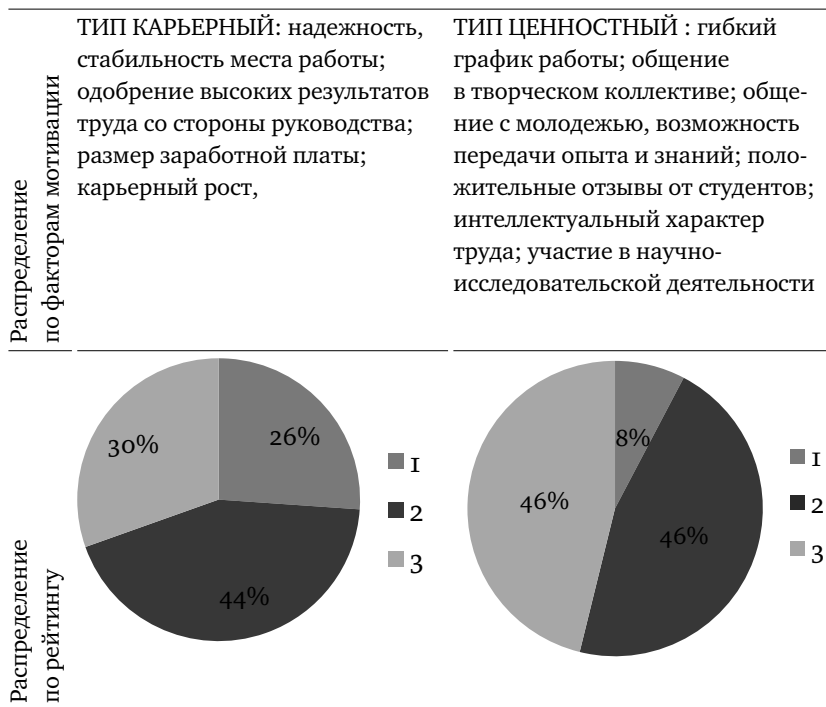 Распределение
по факторам мотивации
ТИП КАРЬЕРНЫЙ: надежность,
стабильность места работы;
одобрение высоких результатов
труда со стороны руководства;
размер заработной платы;
карьерный рост,
ТИП ЦЕННОСТНЫЙ : гибкий
график работы; общение
в творческом коллективе; обще-
ние с молодежью, возможность
передачи опыта и знаний; поло-
жительные отзывы от студентов;
интеллектуальный характер
труда; участие в научно-
исследовательской деятельности
Распределение
по рейтингу
30%
26%
44%
1
2
3
8%
46%
46%
1
2
3